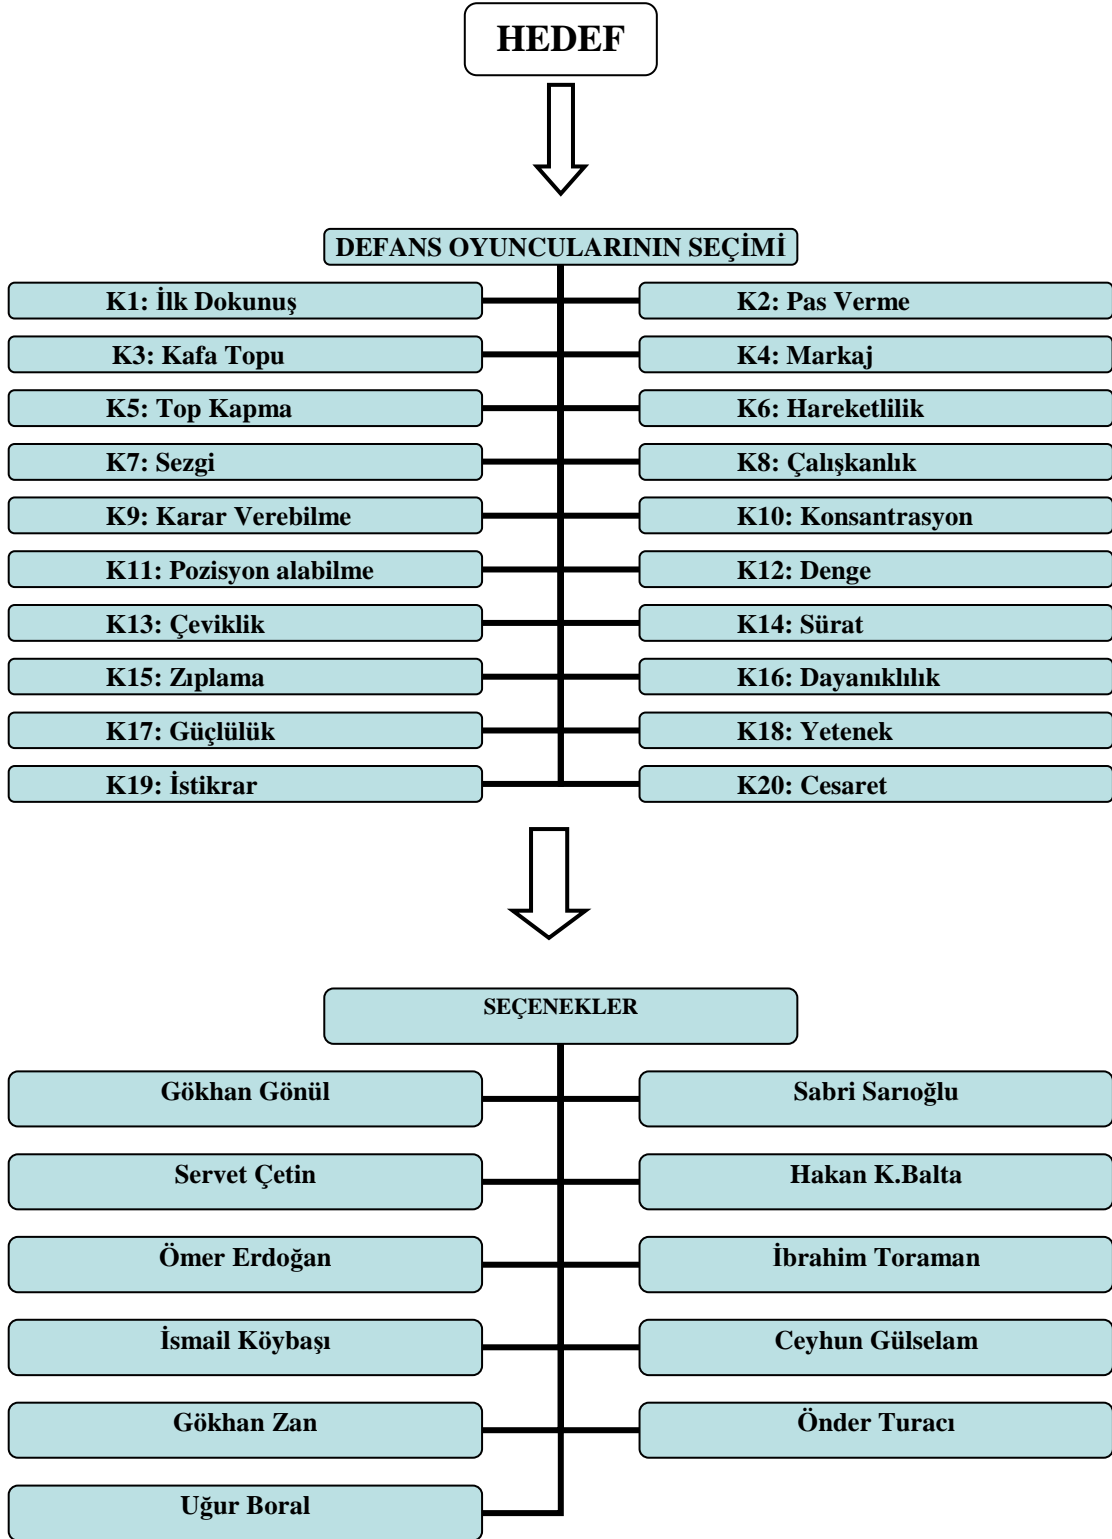 HEDEF
DEFANS OYUNCULARININ SEÇİMİ
K1: İlk Dokunuş
K2: Pas Verme
K3: Kafa Topu
K4: Markaj
K5: Top Kapma
K6: Hareketlilik
K7: Sezgi
K8: Çalışkanlık
K9: Karar Verebilme
K10: Konsantrasyon
K11: Pozisyon alabilme
K12: Denge
K13: Çeviklik
K14: Sürat
K15: Zıplama
K16: Dayanıklılık
K17: Güçlülük
K18: Yetenek
K19: İstikrar
K20: Cesaret
SEÇENEKLER
Gökhan Gönül
Sabri Sarıoğlu
Servet Çetin
Hakan K.Balta
Ömer Erdoğan
İbrahim Toraman
İsmail Köybaşı
Ceyhun Gülselam
Gökhan Zan
Önder Turacı
Uğur Boral